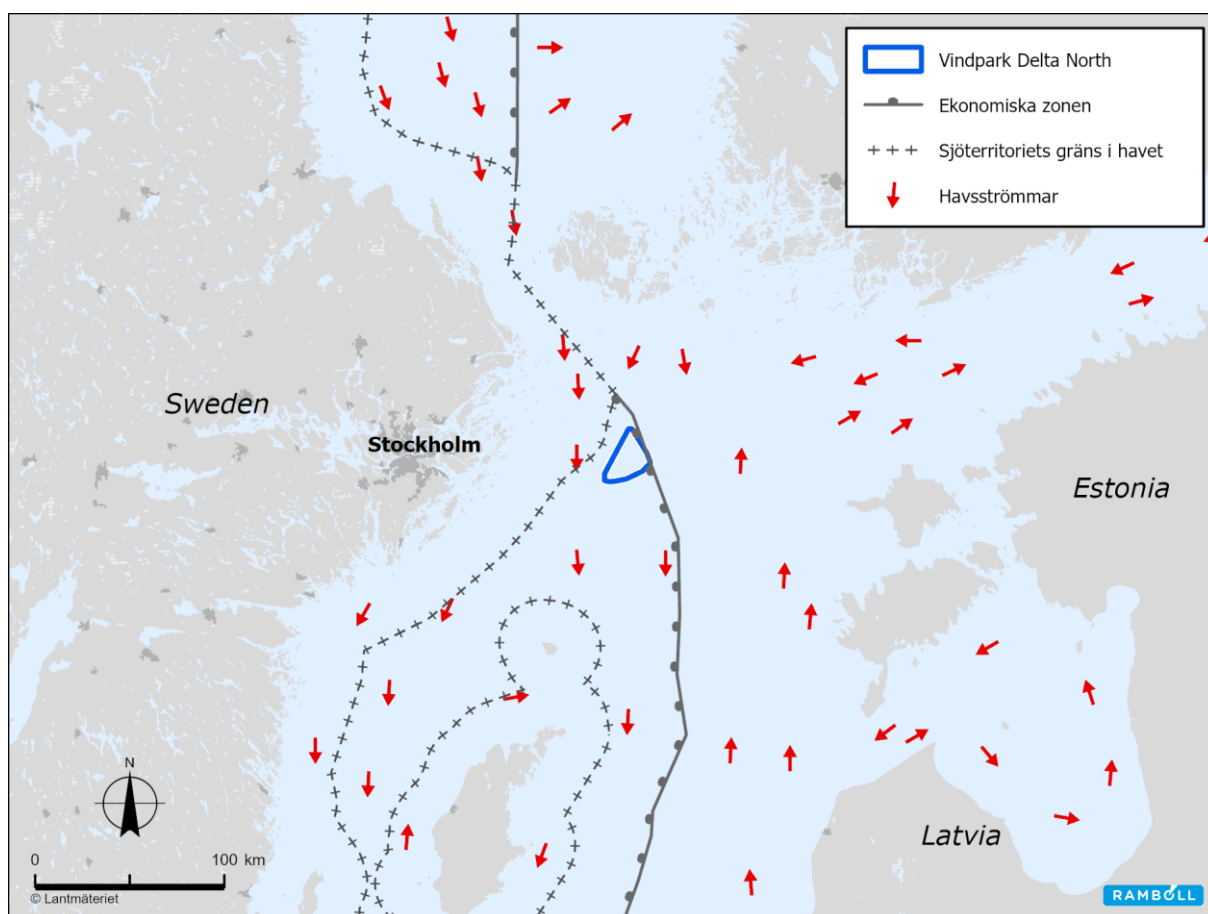 Vindpark Delta North
Ekonomiska zonen
Sjöterritoriets gräns i havet
Havsströmmar
Sweden
Stockholm
Estonia
Latvia
N
0 100 km
© Lantmäteriet
RAMBOLL